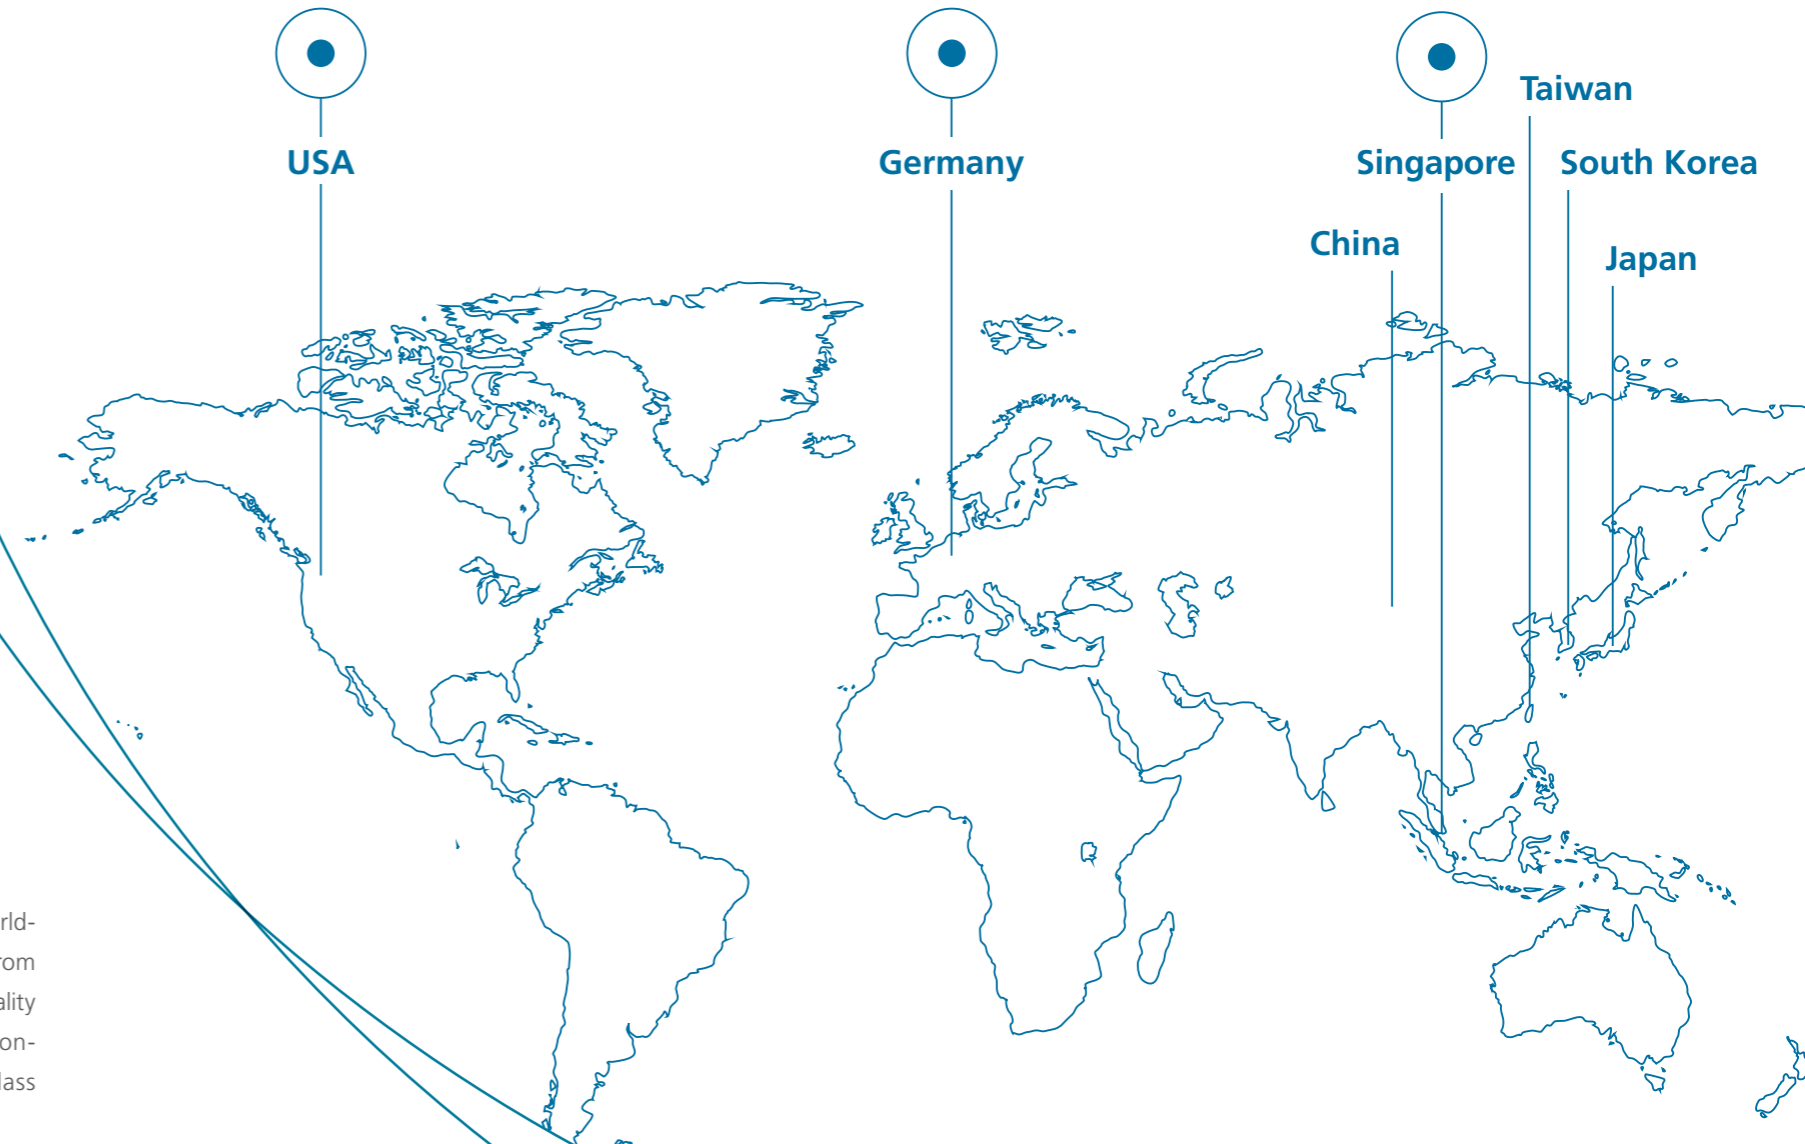 Taiwan
USA
Germany
Singapore
South Korea
China
Japan
rld-
rom
ality
on-
lass